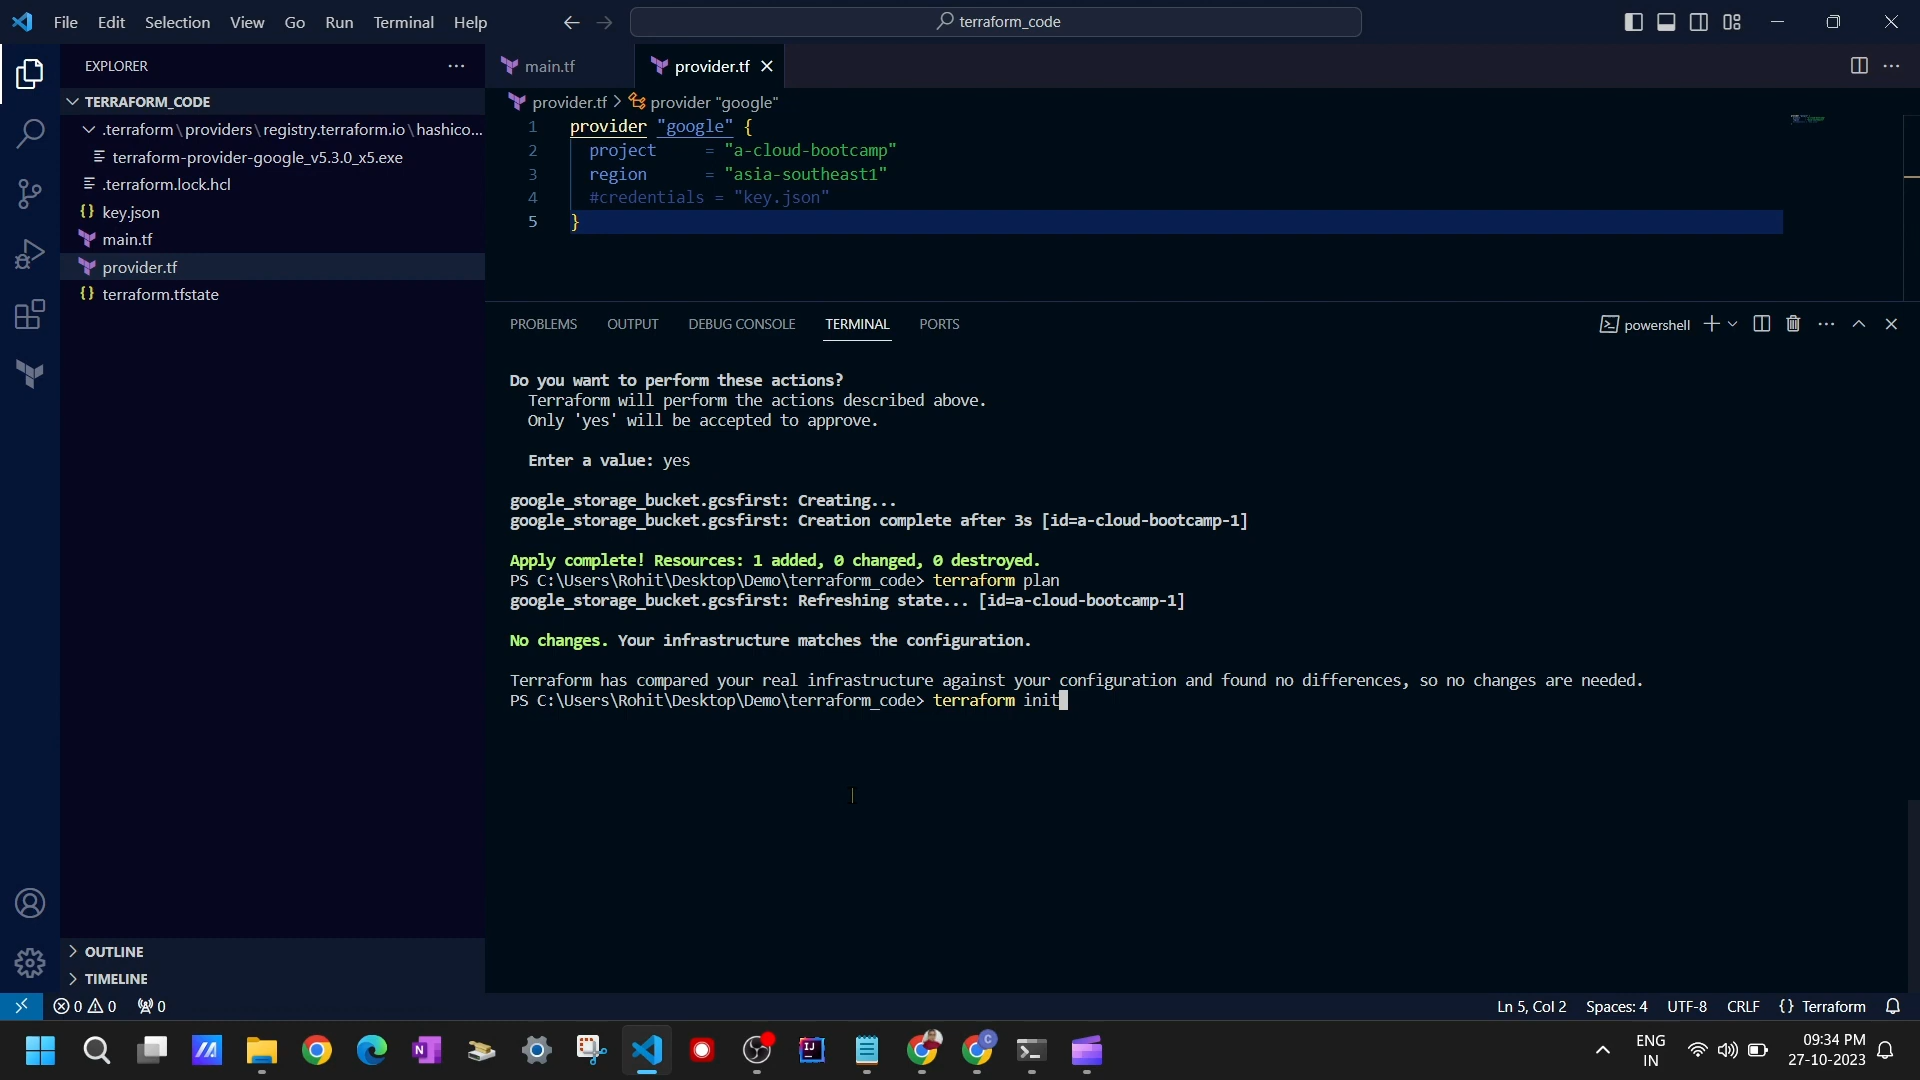 File Edit Selection View Go Run Terminal Help
terraform_code
EXPLORER
TERRAFORM_CODE
.terraform\providers\registry.terraform.io\hashico...
terraform-provider-google_v5.3.0_x5.exe
.terraform.lock.hcl
key.json
main.tf
provider.tf
terraform.tfstate
OUTLINE
TIMELINE
main.tf
provider.tf
provider.tf > provider "google"
1 provider "google" {
2 project = "a-cloud-bootcamp"
3 region = "asia-southeast1"
4 #credentials = "key.json"
5 }
PROBLEMS OUTPUT DEBUG CONSOLE TERMINAL PORTS
powershell
Do you want to perform these actions?
Terraform will perform the actions described above.
Only 'yes' will be accepted to approve.
Enter a value: yes
google_storage_bucket.gcsfirst: Creating...
google_storage_bucket.gcsfirst: Creation complete after 3s [id=a-cloud-bootcamp-1]
Apply complete! Resources: 1 added, 0 changed, 0 destroyed.
PS C:\Users\Rohit\Desktop\Demo\terraform_code> terraform plan
google_storage_bucket.gcsfirst: Refreshing state... [id=a-cloud-bootcamp-1]
No changes. Your infrastructure matches the configuration.
Terraform has compared your real infrastructure against your configuration and found no differences, so no changes are needed.
PS C:\Users\Rohit\Desktop\Demo\terraform_code> terraform init
0 0 0
Ln 5, Col 2 Spaces: 4 UTF-8 CRLF {} Terraform
ENG
IN
09:34 PM
27-10-2023